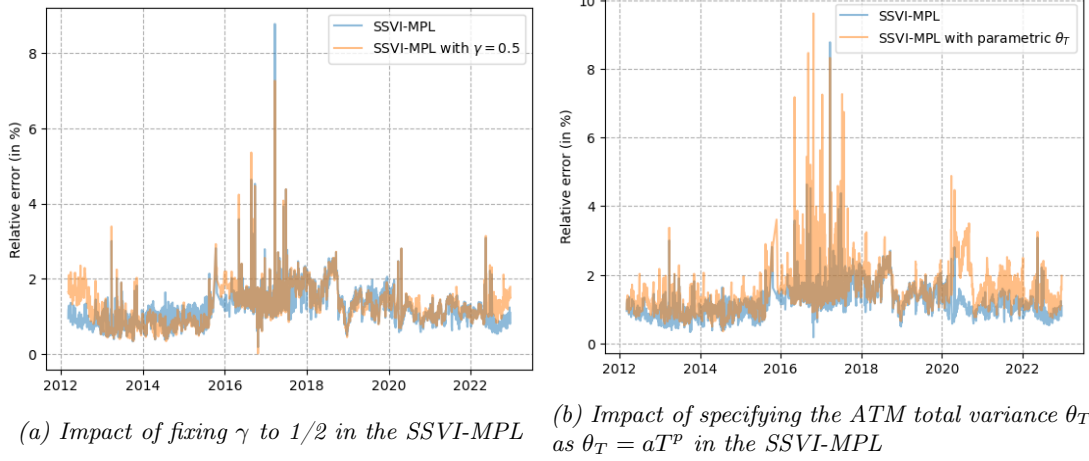 8
6
4
2
0
Relative error (in %)
SSVI-MPL
SSVI-MPL with γ = 0.5
2012 2014 2016 2018 2020 2022
(a) Impact of fixing γ to 1/2 in the SSVI-MPL
10
8
6
4
2
0
Relative error (in %)
SSVI-MPL
SSVI-MPL with parametric θ_T
2012 2014 2016 2018 2020 2022
(b) Impact of specifying the ATM total variance θ_T
as θ_T = aT^p in the SSVI-MPL